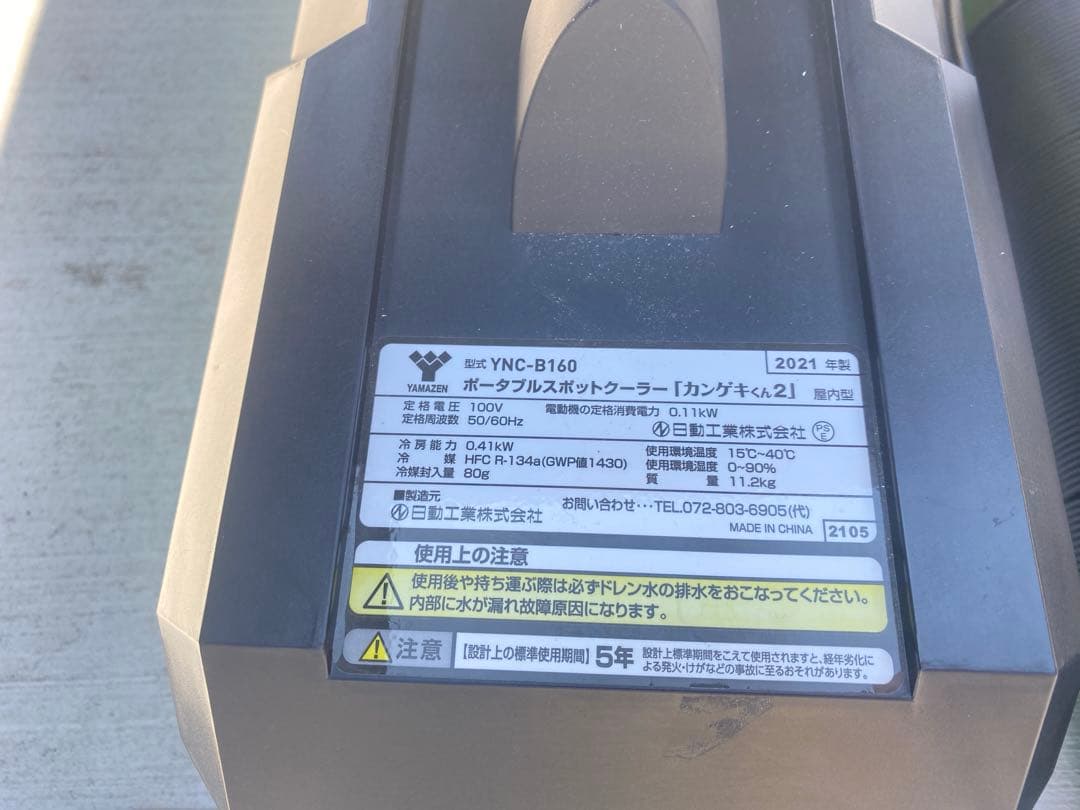 YAMAZEN
型式 YNC-B160
2021 年製
ポータブルスポットクーラー「カンゲキくん2」 屋内型
定格電圧 100V 電動機の定格消費電力 0.11kW
定格周波数 50/60Hz
日動工業株式会社 PSE
冷房能力 0.41kW 使用環境温度 15℃~40℃
冷媒 HFC R-134a(GWP値1430) 使用環境湿度 0~90%
冷媒封入量 80g 質量 11.2kg
■製造元
日動工業株式会社 お問い合わせ･･･TEL.072-803-6905(代)
MADE IN CHINA 2105
使用上の注意
使用後や持ち運ぶ際は必ずドレン水の排水をおこなってください。
内部に水が漏れ故障原因になります。
注意 【設計上の標準使用期間】 5年 設計上標準期間をこえて使用されますと、経年劣化に
よる発火・けがなどの事故に至るおそれがあります。